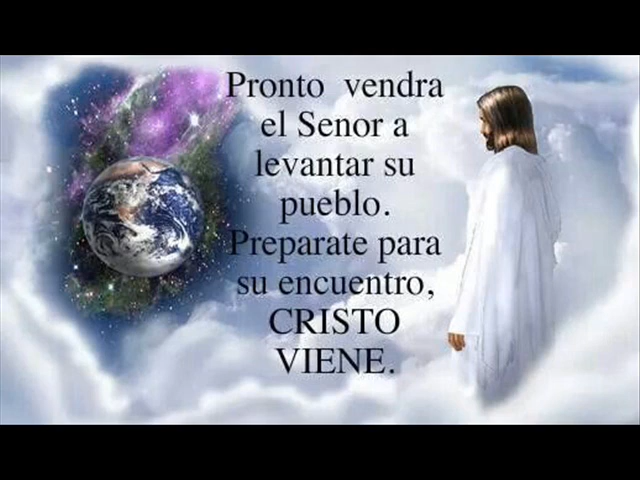 Pronto vendra
el Senor a
levantar su
pueblo.
Preparate para
su encuentro,
CRISTO
VIENE.